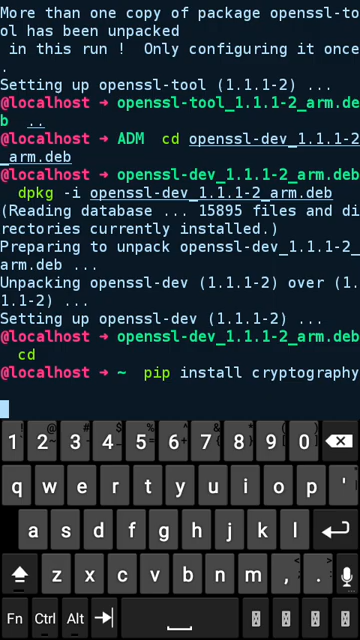 More than one copy of package openssl-to
ol has been unpacked
 in this run !  Only configuring it once
.
Setting up openssl-tool (1.1.1-2) ...
@localhost ➜ openssl-tool_1.1.1-2_arm.de
b  ..
@localhost ➜ ADM  cd openssl-dev_1.1.1-2
_arm.deb
@localhost ➜ openssl-dev_1.1.1-2_arm.deb
  dpkg -i openssl-dev_1.1.1-2_arm.deb
(Reading database ... 15895 files and di
rectories currently installed.)
Preparing to unpack openssl-dev_1.1.1-2_
arm.deb ...
Unpacking openssl-dev (1.1.1-2) over (1.
1.1-2) ...
Setting up openssl-dev (1.1.1-2) ...
@localhost ➜ openssl-dev_1.1.1-2_arm.deb
  cd
@localhost ➜ ~  pip install cryptography
1 2 3 4 5 6 7 8 9 0
q w e r t y u i o p '
a s d f g h j k l
z x c v b n m , .
Fn Ctrl Alt